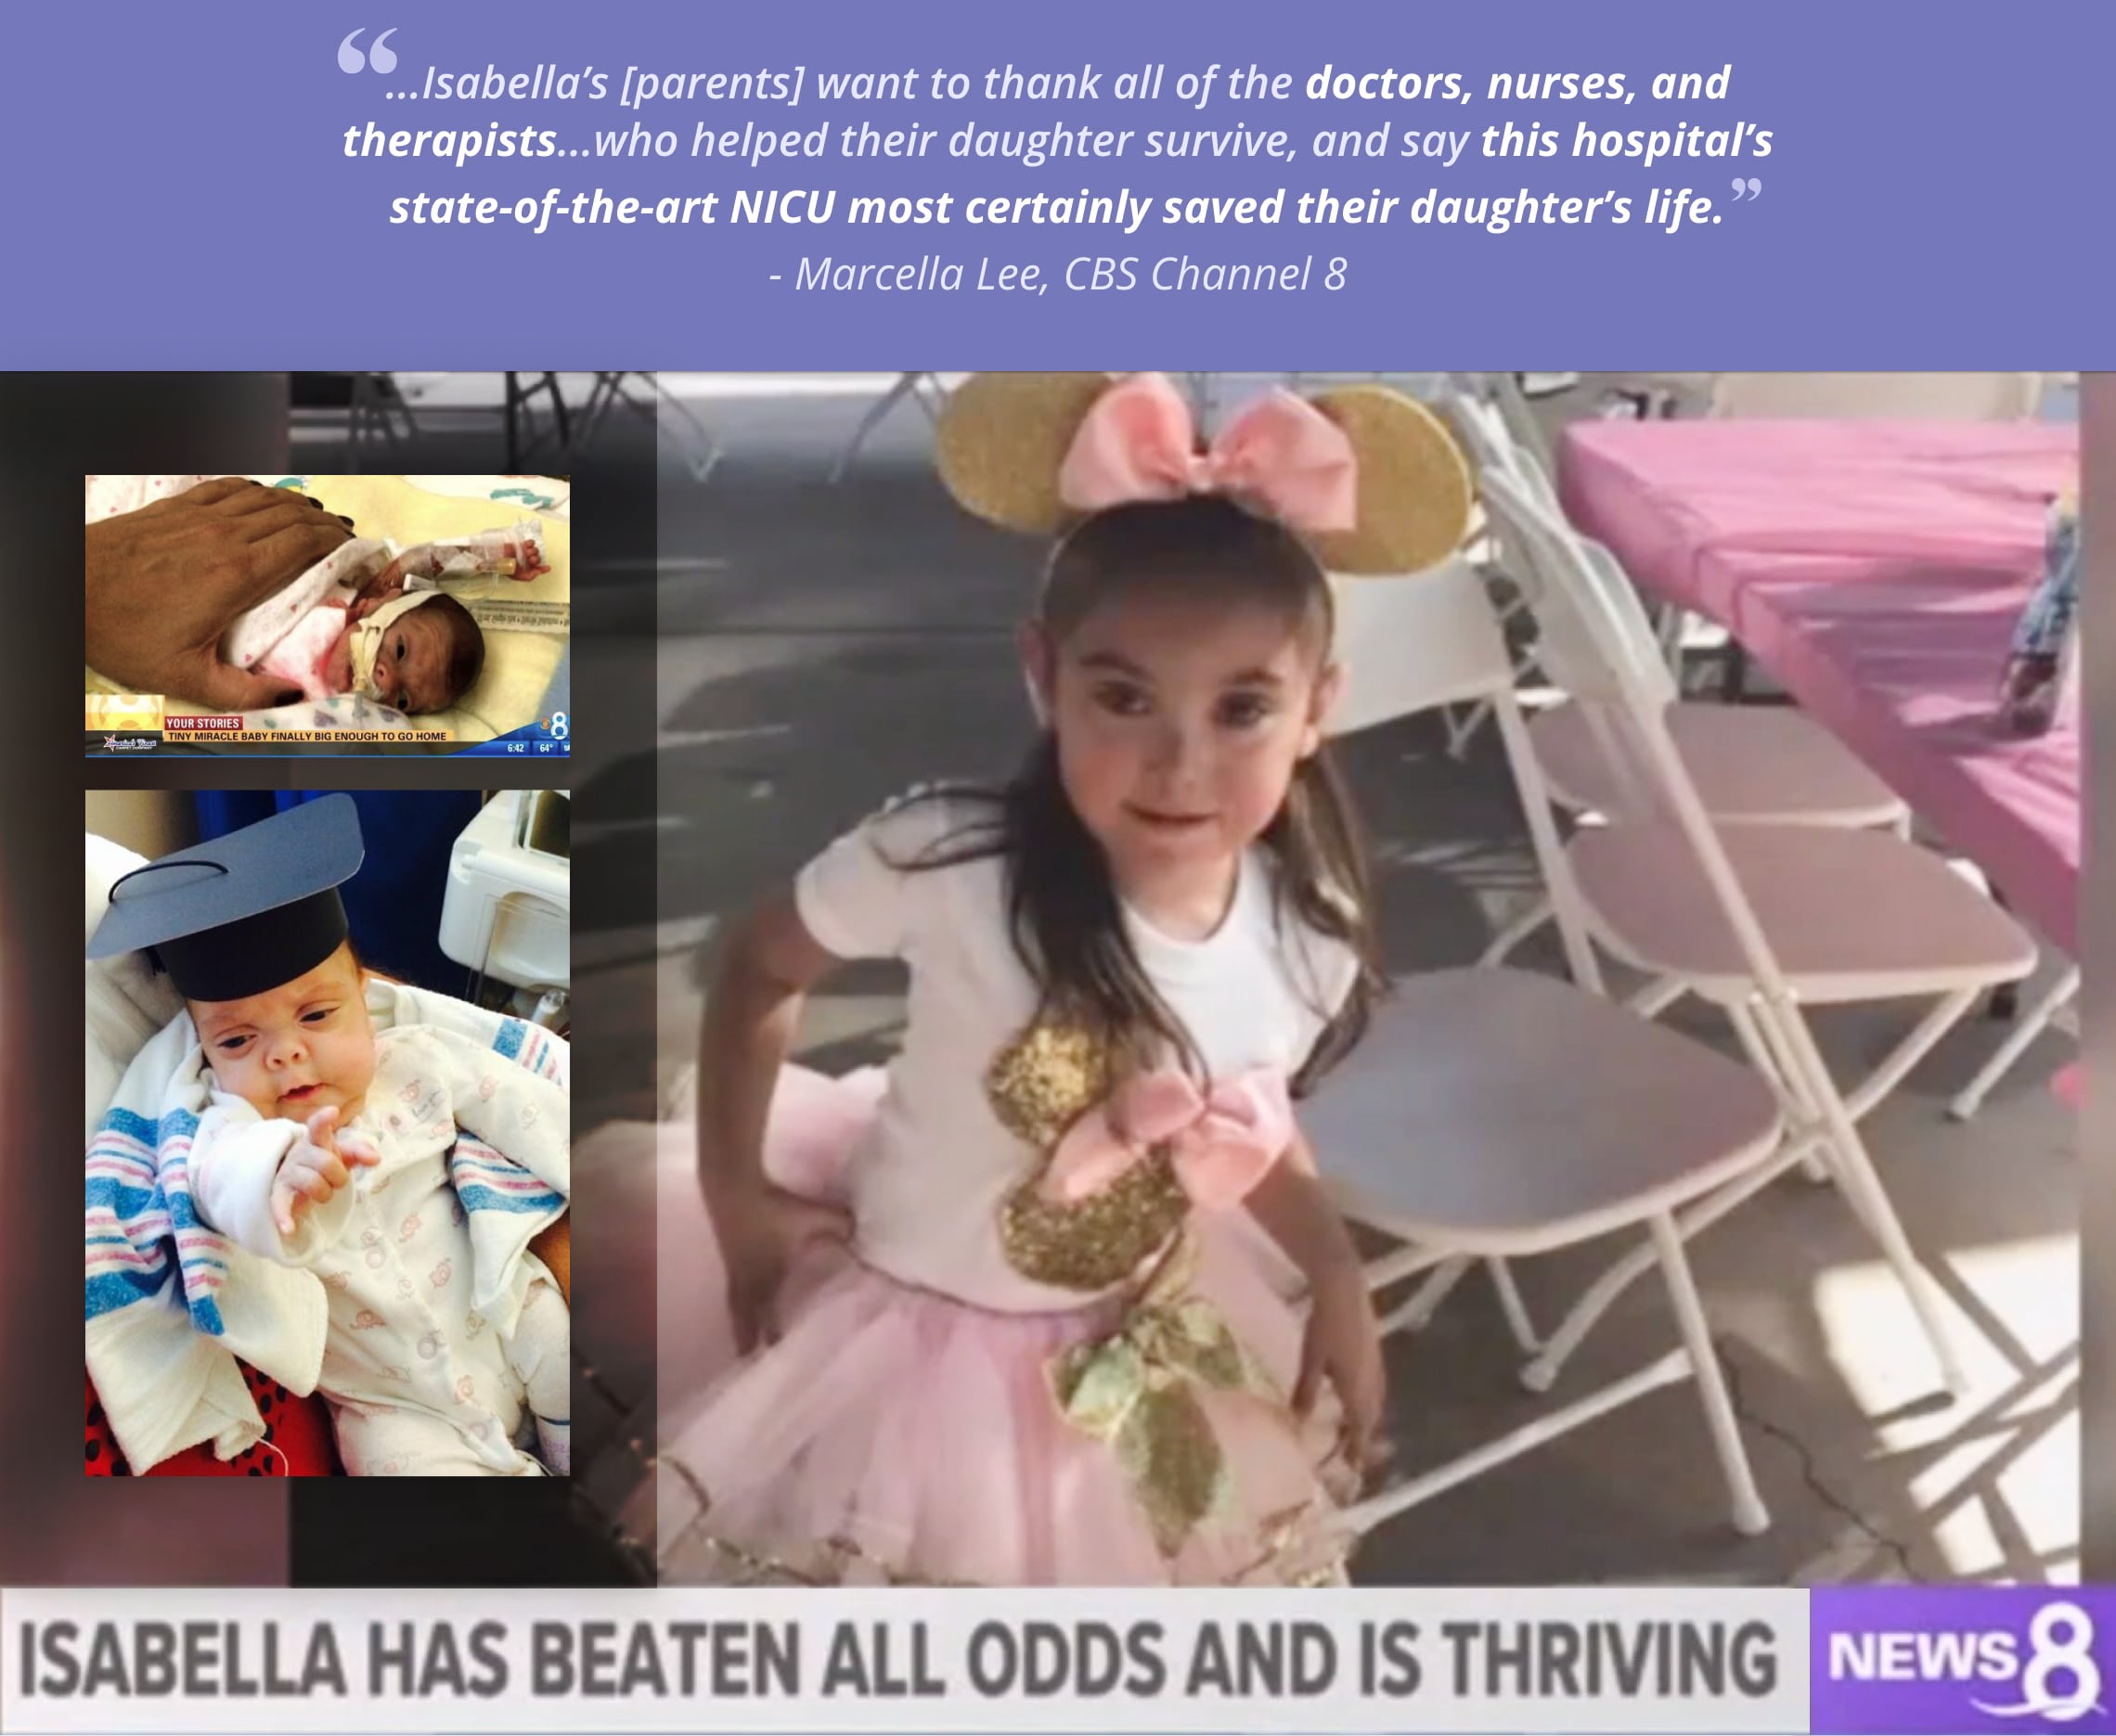 “…Isabella’s [parents] want to thank all of the doctors, nurses, and
therapists…who helped their daughter survive, and say this hospital’s
state-of-the-art NICU most certainly saved their daughter’s life.”
- Marcella Lee, CBS Channel 8
YOUR STORIES
TINY MIRACLE BABY FINALLY BIG ENOUGH TO GO HOME
8
6:42 64°
ISABELLA HAS BEATEN ALL ODDS AND IS THRIVING
NEWS 8